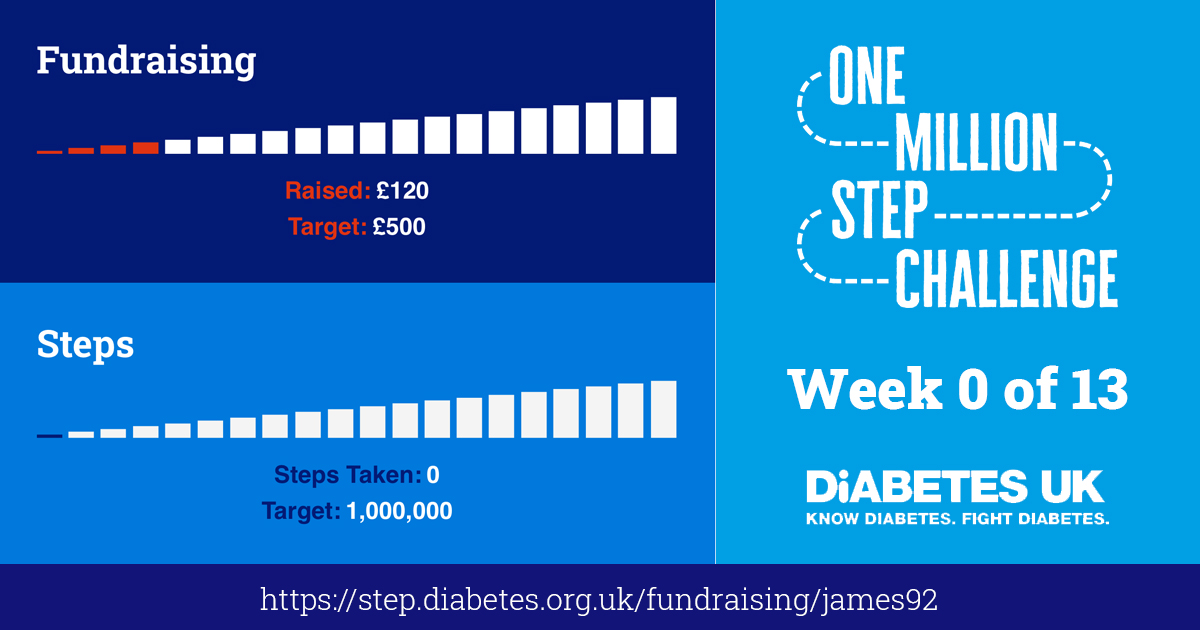 Fundraising
Raised: £120
Target: £500
Steps
Steps Taken: 0
Target: 1,000,000
ONE
MILLION
STEP
CHALLENGE
Week 0 of 13
DiABETES UK
KNOW DIABETES. FIGHT DIABETES.
https://step.diabetes.org.uk/fundraising/james92